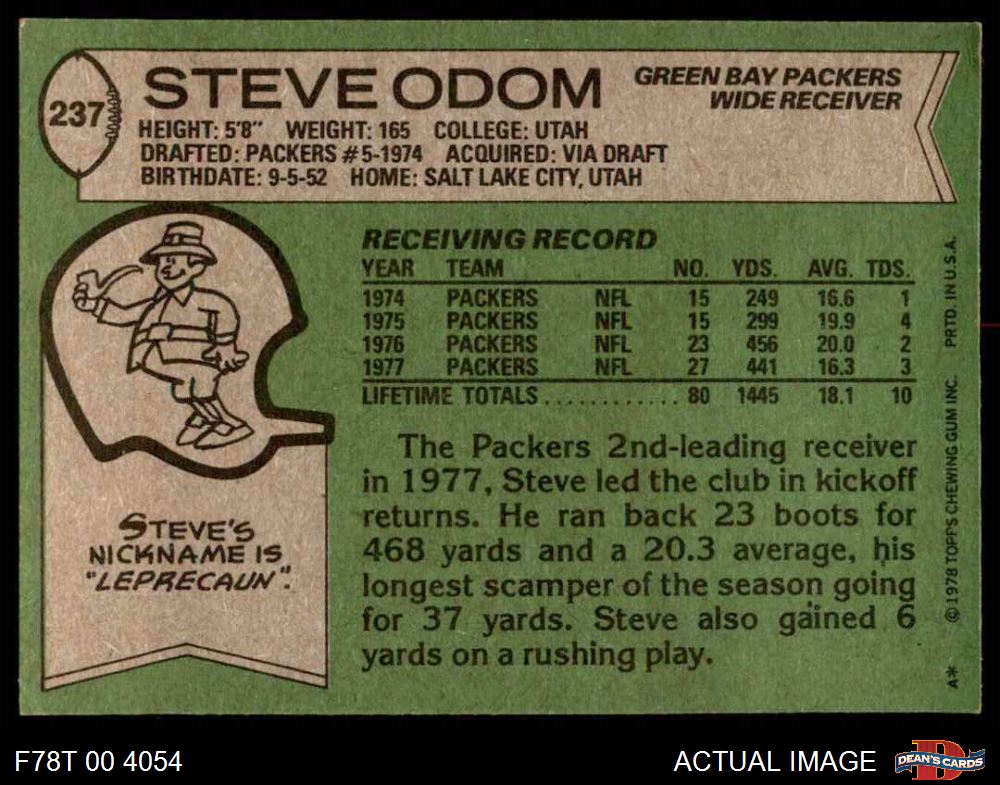 237
STEVE ODOM
GREEN BAY PACKERS
WIDE RECEIVER
HEIGHT: 5'8" WEIGHT: 165 COLLEGE: UTAH
DRAFTED: PACKERS #5-1974 ACQUIRED: VIA DRAFT
BIRTHDATE: 9-5-52 HOME: SALT LAKE CITY, UTAH
STEVE'S
NICKNAME IS
"LEPRECAUN".
RECEIVING RECORD
YEAR TEAM NO. YDS. AVG. TDS.
1974 PACKERS NFL 15 249 16.6 1
1975 PACKERS NFL 15 299 19.9 4
1976 PACKERS NFL 23 456 20.0 2
1977 PACKERS NFL 27 441 16.3 3
LIFETIME TOTALS............ 80 1445 18.1 10
The Packers 2nd-leading receiver
in 1977, Steve led the club in kickoff
returns. He ran back 23 boots for
468 yards and a 20.3 average, his
longest scamper of the season going
for 37 yards. Steve also gained 6
yards on a rushing play.
A* © 1978 TOPPS CHEWING GUM INC. PRTD. IN U.S.A.
F78T 00 4054
ACTUAL IMAGE
D
DEAN'S CARDS